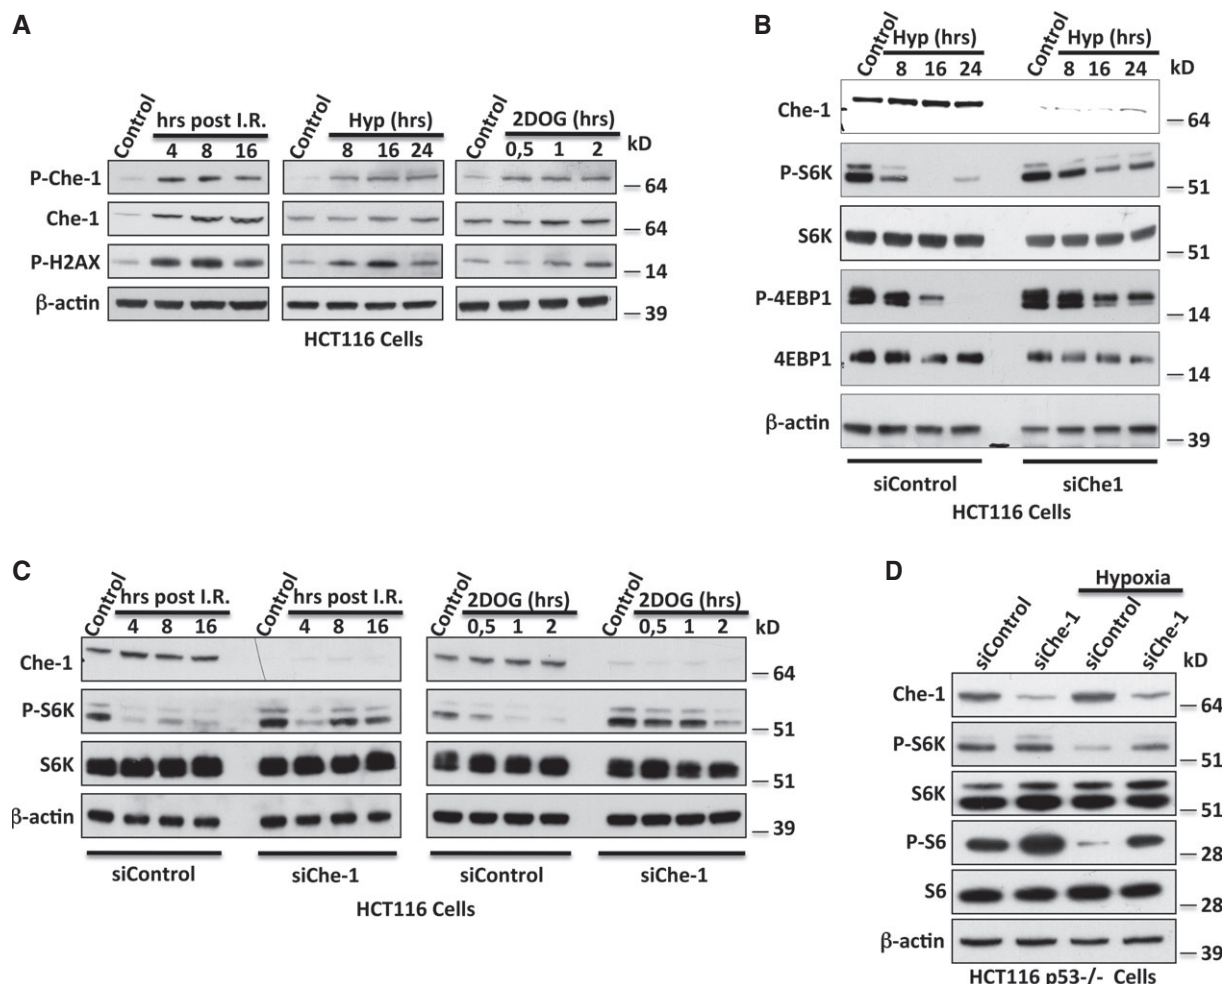 A
Control
hrs post I.R.
4 8 16
Control
Hyp (hrs)
8 16 24
Control
2DOG (hrs)
0,5 1 2
kD
P-Che-1
64
Che-1
64
P-H2AX
14
β-actin
39
HCT116 Cells
B
Control
Hyp (hrs)
8 16 24
Control
Hyp (hrs)
8 16 24
kD
Che-1
64
P-S6K
51
S6K
51
P-4EBP1
14
4EBP1
14
β-actin
39
siControl
siChe1
HCT116 Cells
C
Control
hrs post I.R.
4 8 16
Control
hrs post I.R.
4 8 16
Control
2DOG (hrs)
0,5 1 2
Control
2DOG (hrs)
0,5 1 2
kD
Che-1
64
P-S6K
51
S6K
51
β-actin
39
siControl
siChe-1
siControl
siChe-1
HCT116 Cells
D
Hypoxia
siControl
siChe-1
siControl
siChe-1
kD
Che-1
64
P-S6K
51
S6K
51
P-S6
28
S6
28
β-actin
39
HCT116 p53-/- Cells